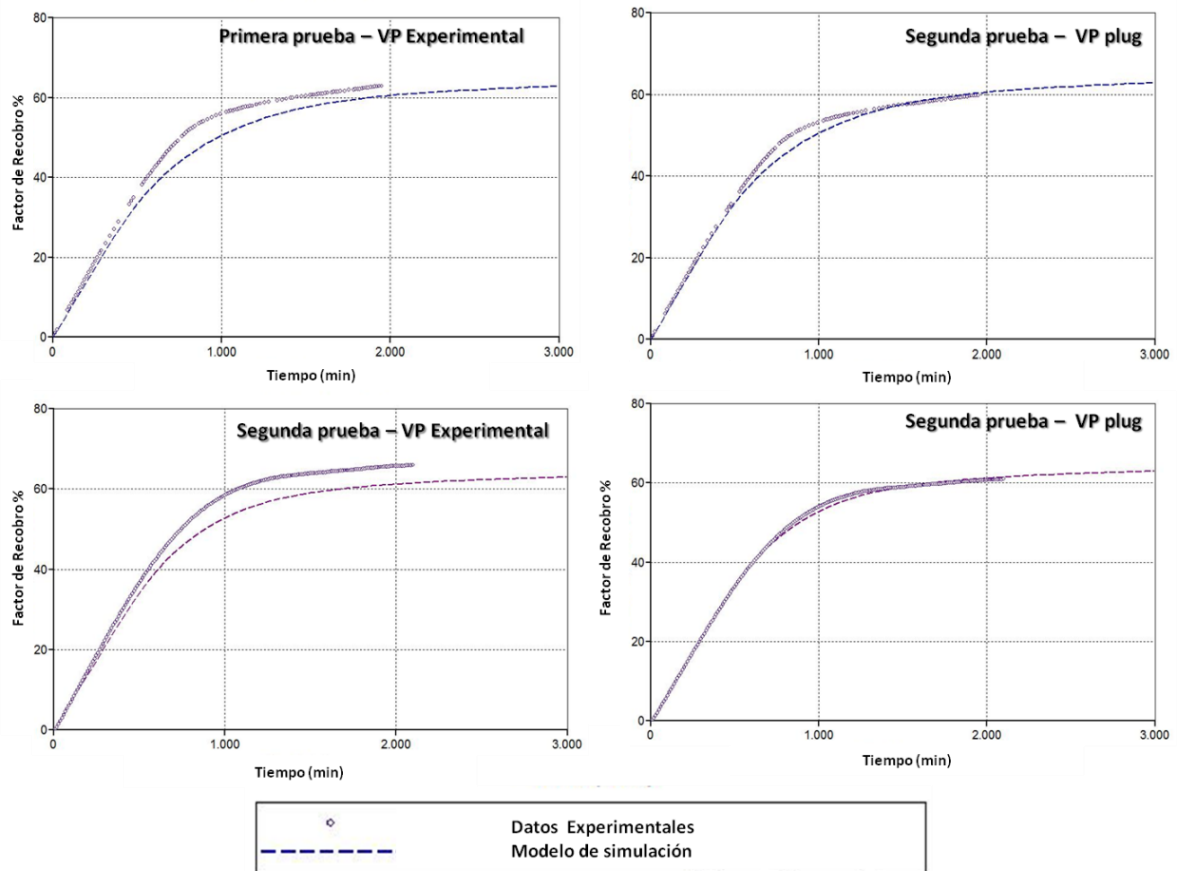 Primera prueba – VP Experimental
80
60
40
20
0
0 1.000 2.000 3.000
Factor de Recobro %
Tiempo (min)
Segunda prueba – VP plug
80
60
40
20
0
0 1.000 2.000 3.000
Factor de Recobro %
Tiempo (min)
Segunda prueba – VP Experimental
80
60
40
20
0
0 1.000 2.000 3.000
Factor de Recobro %
Tiempo (min)
Segunda prueba – VP plug
80
60
40
20
0
0 1.000 2.000 3.000
Factor de Recobro %
Tiempo (min)
Datos Experimentales
Modelo de simulación